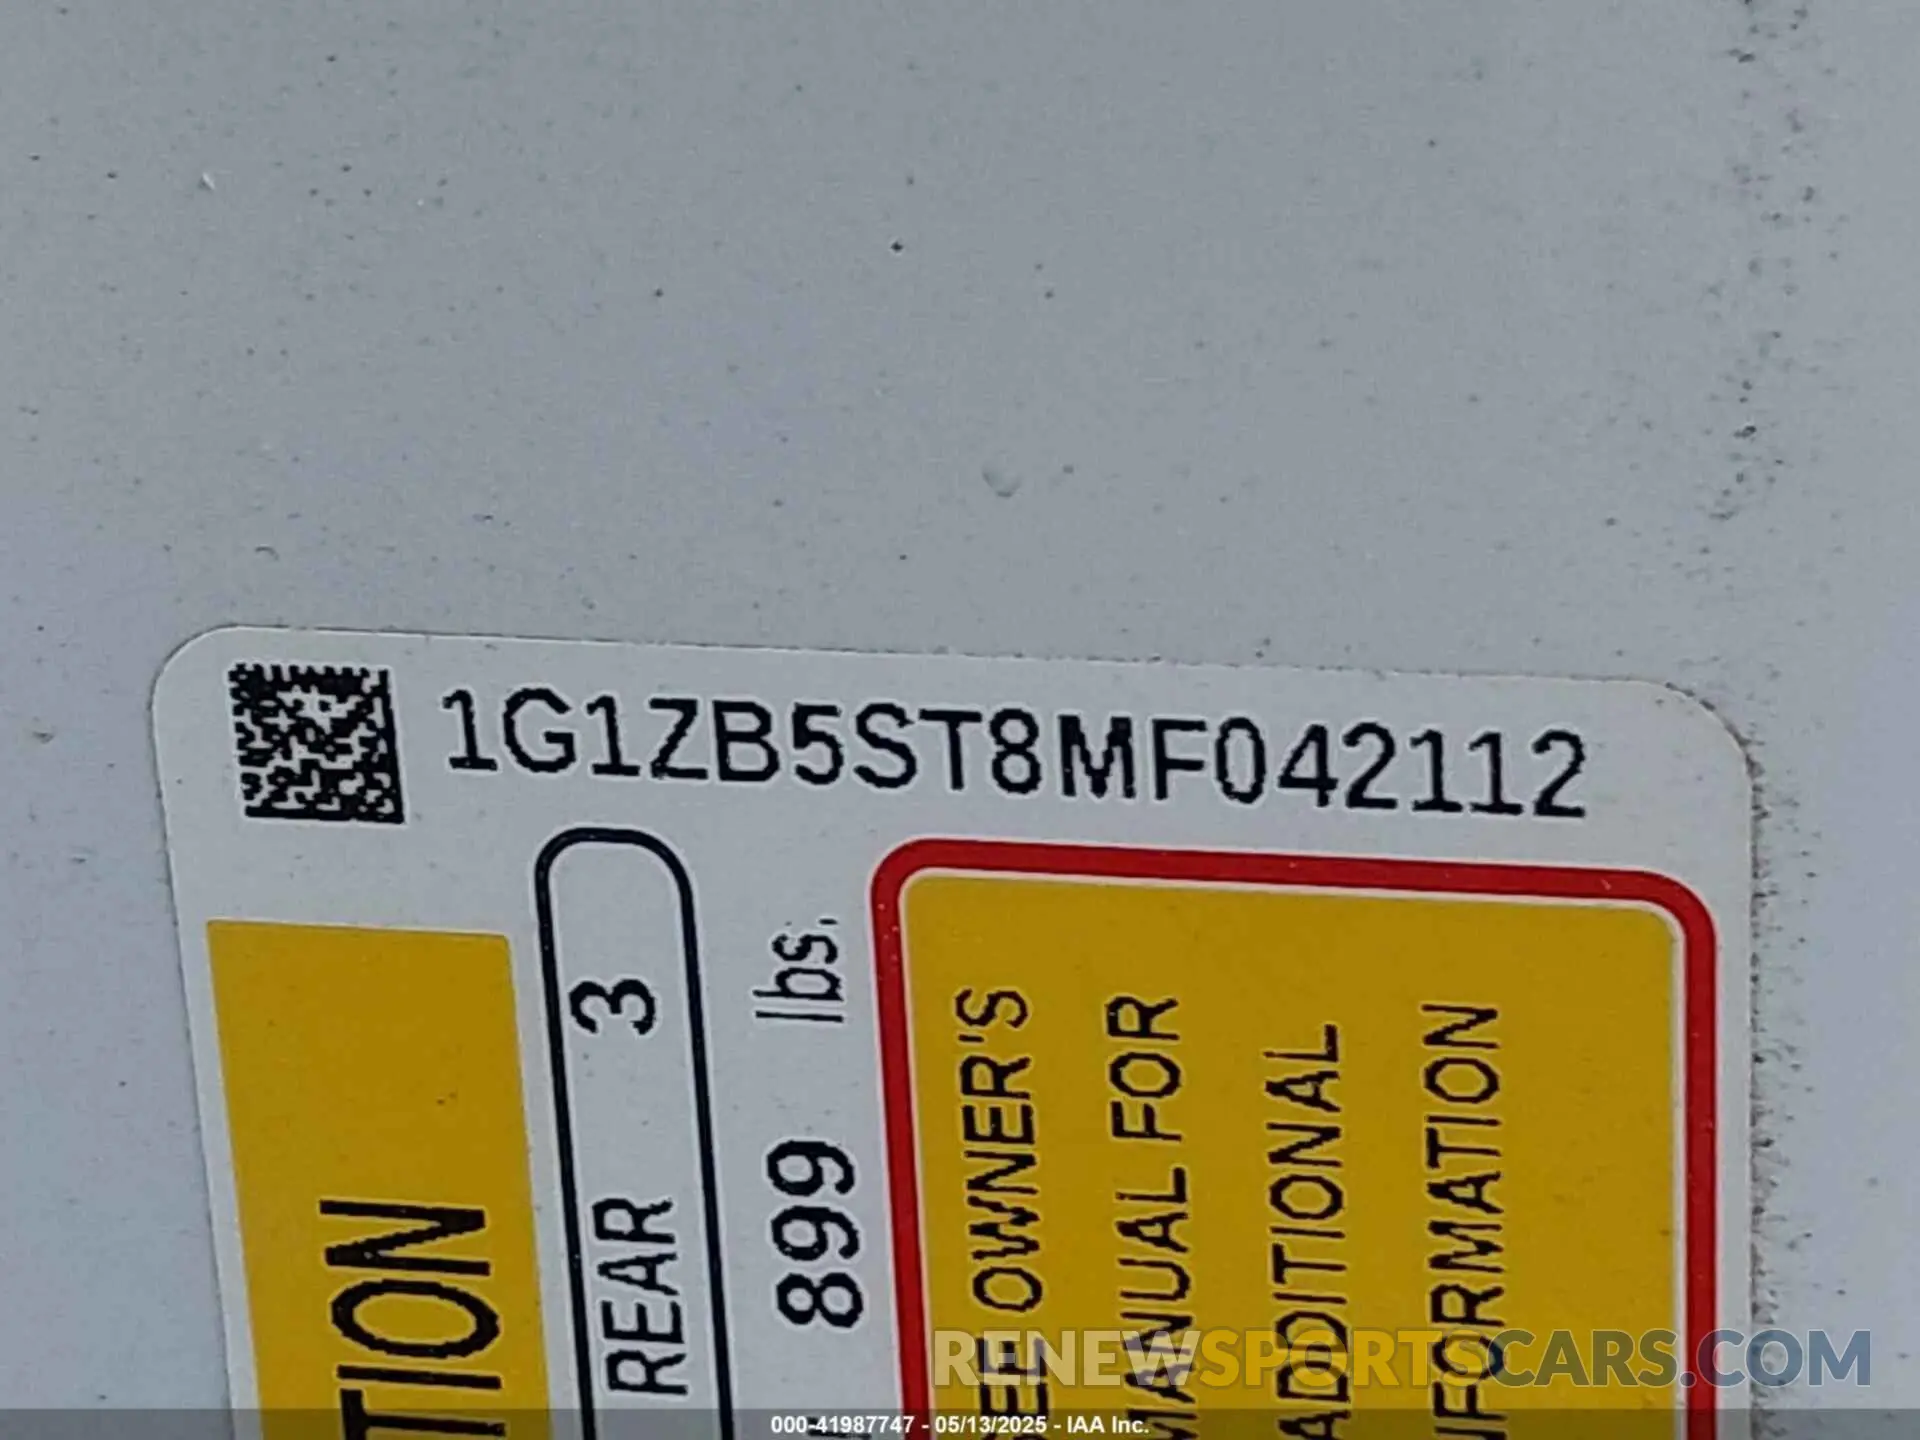 1G1ZB5ST8MF042112
TION
REAR 3
899 lbs.
OWNER'S
MANUAL FOR
ADDITIONAL
INFORMATION
RENEWSPORTSCARS.COM
000-41987747 - 05/13/2025 - IAA Inc.